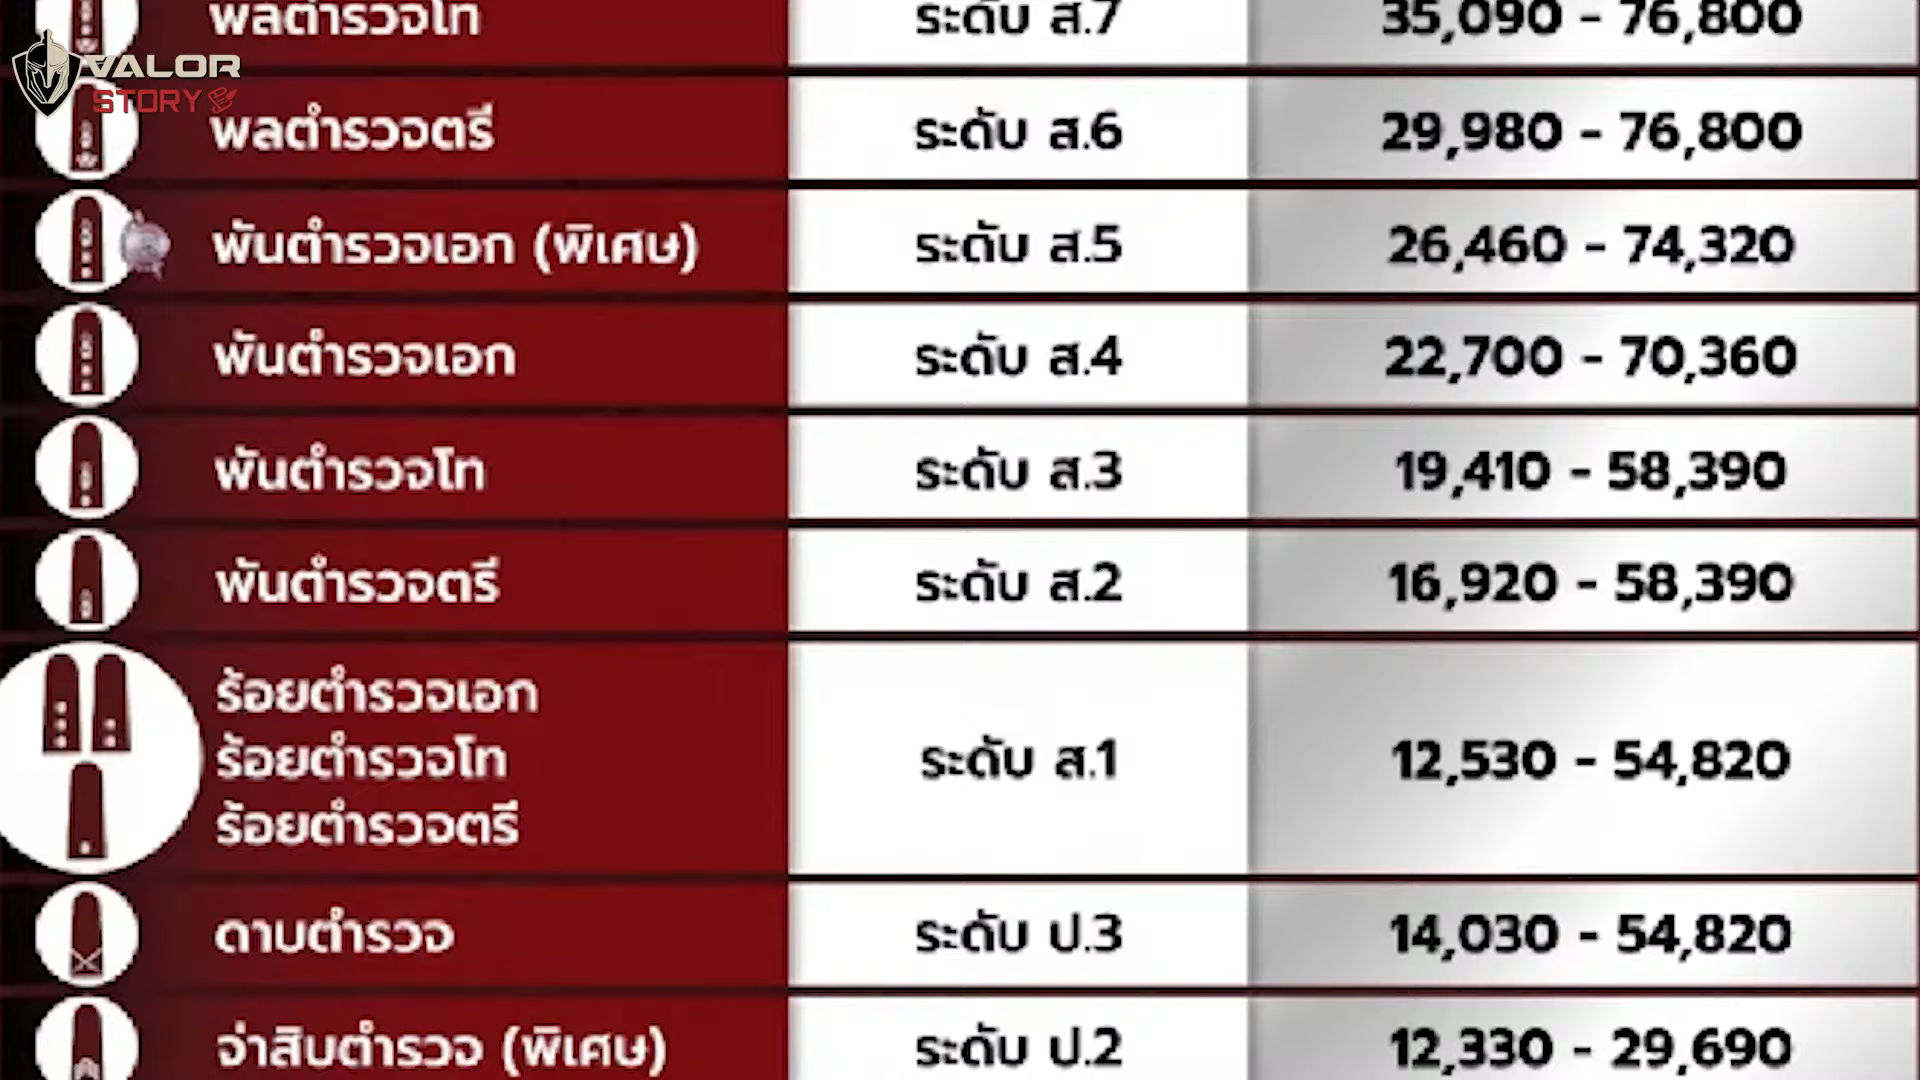 VALOR
STORY
พลตำรวจโท ระดับ ส.7 35,090 - 76,800
พลตำรวจตรี ระดับ ส.6 29,980 - 76,800
พันตำรวจเอก (พิเศษ) ระดับ ส.5 26,460 - 74,320
พันตำรวจเอก ระดับ ส.4 22,700 - 70,360
พันตำรวจโท ระดับ ส.3 19,410 - 58,390
พันตำรวจตรี ระดับ ส.2 16,920 - 58,390
ร้อยตำรวจเอก
ร้อยตำรวจโท ระดับ ส.1 12,530 - 54,820
ร้อยตำรวจตรี
ดาบตำรวจ ระดับ ป.3 14,030 - 54,820
จ่าสิบตำรวจ (พิเศษ) ระดับ ป.2 12,330 - 29,690